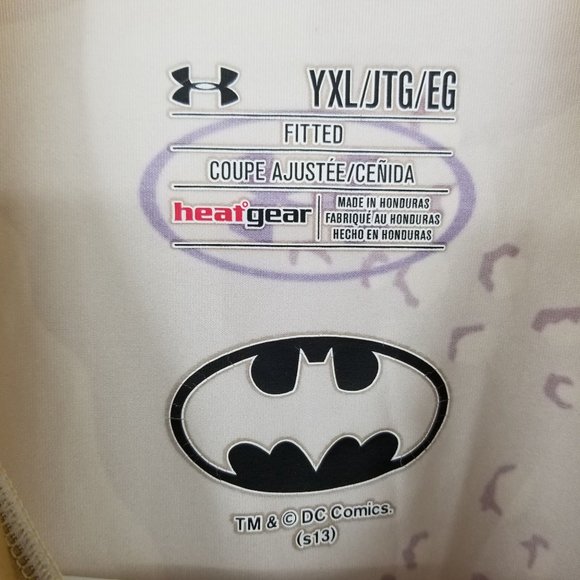 YXL/JTG/EG
FITTED
COUPE AJUSTÉE/CEÑIDA
heatgear
MADE IN HONDURAS
FABRIQUÉ AU HONDURAS
HECHO EN HONDURAS
TM & © DC Comics.
(s13)